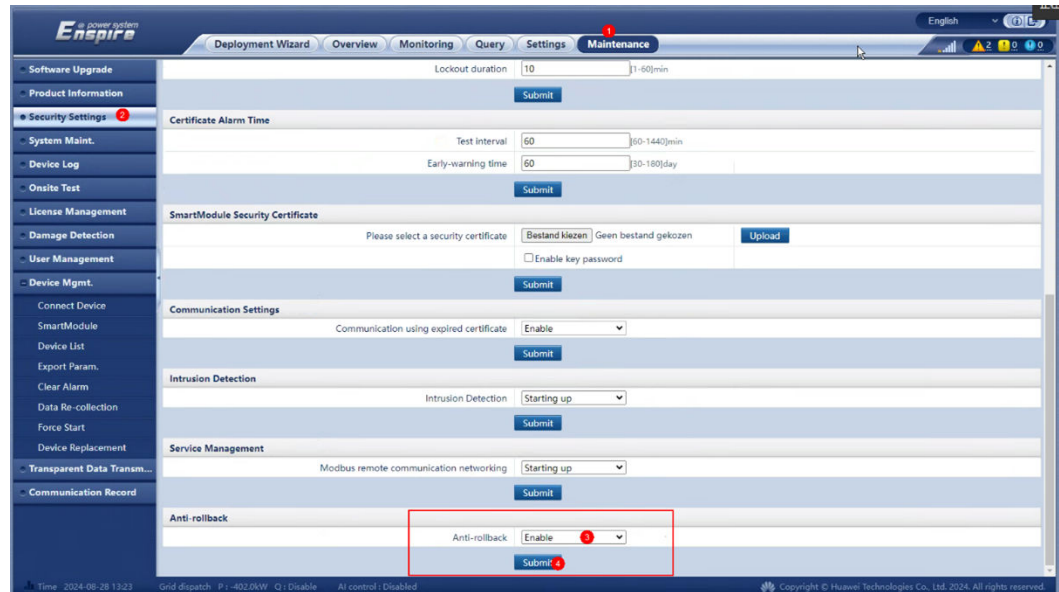 e power system
Enspire
English
1
Deployment Wizard Overview Monitoring Query Settings Maintenance
2 0 0
Software Upgrade
Product Information
Security Settings 2
System Maint.
Device Log
Onsite Test
License Management
Damage Detection
User Management
Device Mgmt.
Connect Device
SmartModule
Device List
Export Param.
Clear Alarm
Data Re-collection
Force Start
Device Replacement
Transparent Data Transm...
Communication Record
Lockout duration 10 [1-60]min
Submit
Certificate Alarm Time
Test interval 60 [60-1440]min
Early-warning time 60 [30-180]day
Submit
SmartModule Security Certificate
Please select a security certificate Bestand kiezen Geen bestand gekozen Upload
Enable key password
Submit
Communication Settings
Communication using expired certificate Enable
Submit
Intrusion Detection
Intrusion Detection Starting up
Submit
Service Management
Modbus remote communication networking Starting up
Submit
Anti-rollback
Anti-rollback Enable 3
Submit 4
Time 2024-08-28 13:23 Grid dispatch P : -402.0kW Q : Disable AI control : Disabled
Copyright © Huawei Technologies Co., Ltd. 2024. All rights reserved.